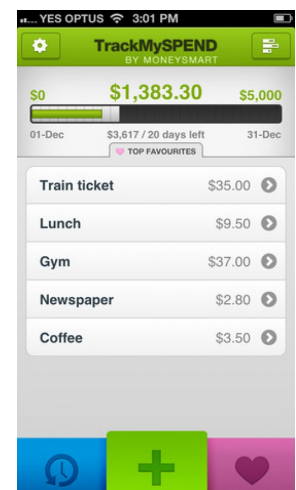 ... YES OPTUS 3:01 PM
TrackMySPEND
BY MONEYSMART
$0 $1,383.30 $5,000
01-Dec $3,617 / 20 days left 31-Dec
TOP FAVOURITES
Train ticket $35.00
Lunch $9.50
Gym $37.00
Newspaper $2.80
Coffee $3.50